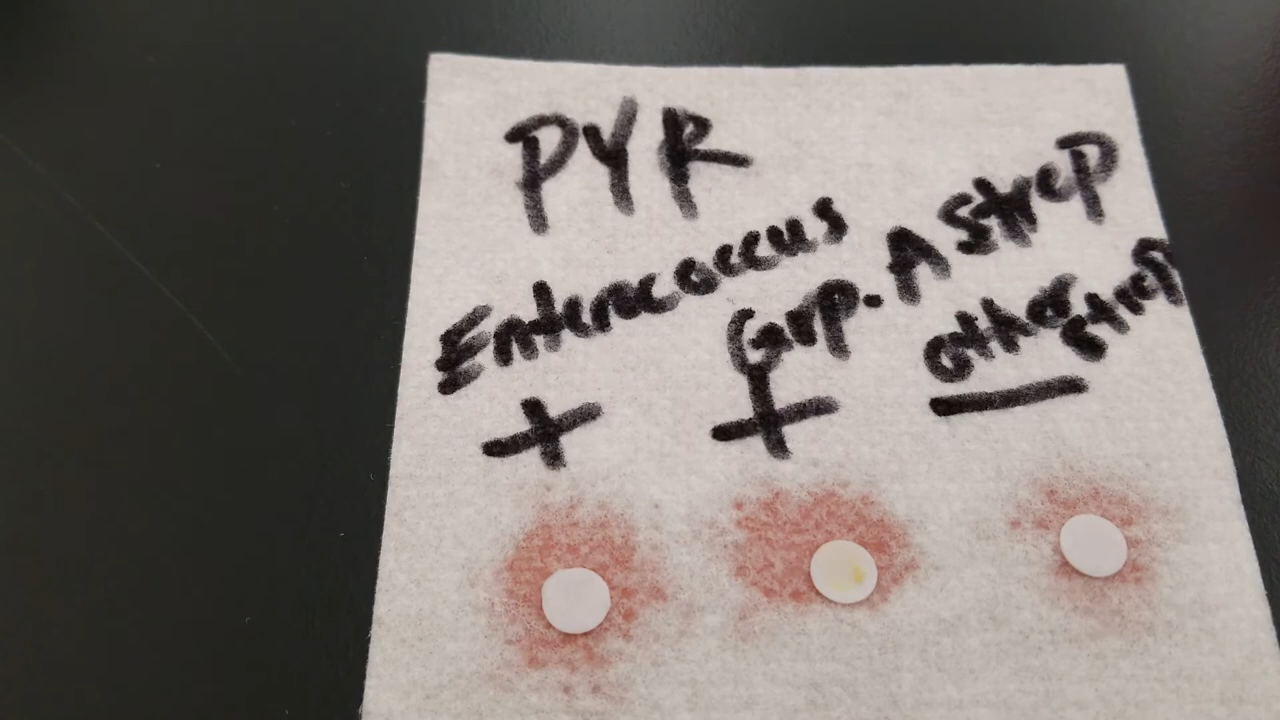 PYR
Enterococcus Grp. A Strep other strep
+ + —